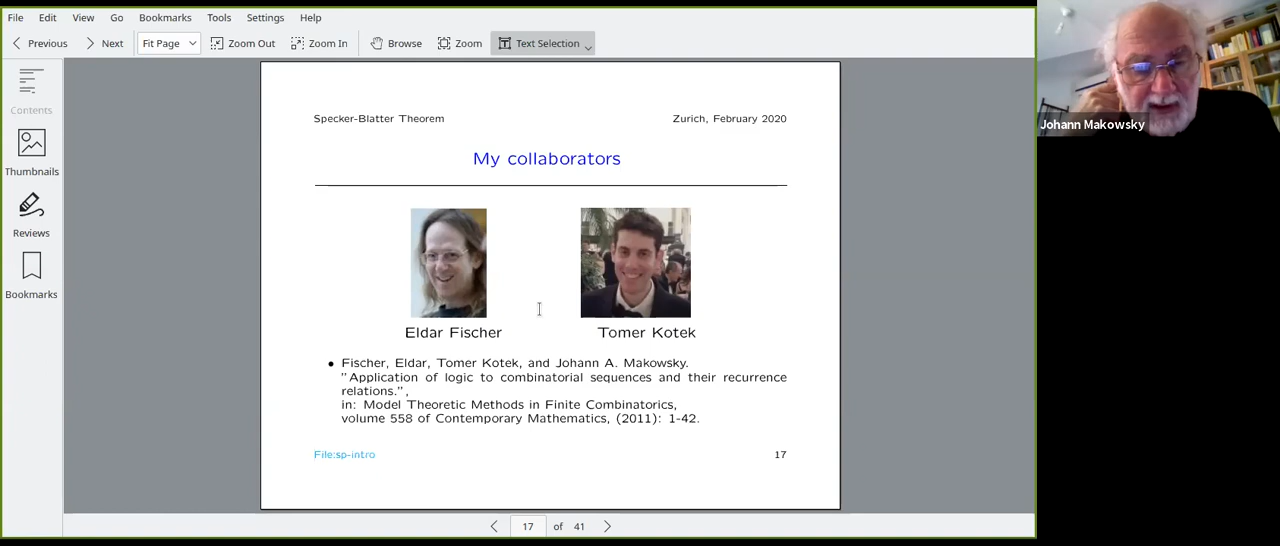 File Edit View Go Bookmarks Tools Settings Help
Previous Next Fit Page Zoom Out Zoom In Browse Zoom Text Selection
Contents
Thumbnails
Reviews
Bookmarks
Specker-Blatter Theorem Zurich, February 2020
My collaborators
Eldar Fischer Tomer Kotek
• Fischer, Eldar, Tomer Kotek, and Johann A. Makowsky.
"Application of logic to combinatorial sequences and their recurrence
relations.",
in: Model Theoretic Methods in Finite Combinatorics,
volume 558 of Contemporary Mathematics, (2011): 1-42.
File:sp-intro 17
17 of 41
Johann Makowsky